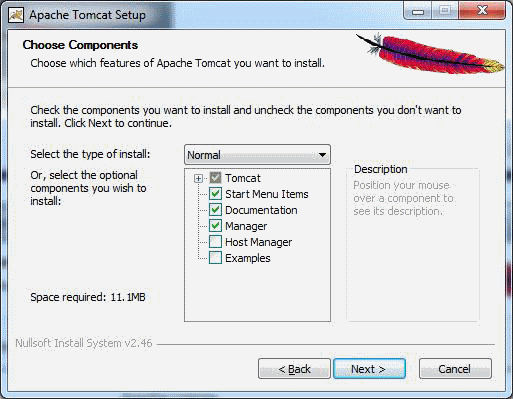 Apache Tomcat Setup
Choose Components
Choose which features of Apache Tomcat you want to install.
Check the components you want to install and uncheck the components you don't want to
install. Click Next to continue.
Select the type of install:
Normal
Or, select the optional
components you wish to
install:
Tomcat
Start Menu Items
Documentation
Manager
Host Manager
Examples
Description
Position your mouse
over a component to
see its description.
Space required: 11.1MB
Nullsoft Install System v2.46
< Back
Next >
Cancel